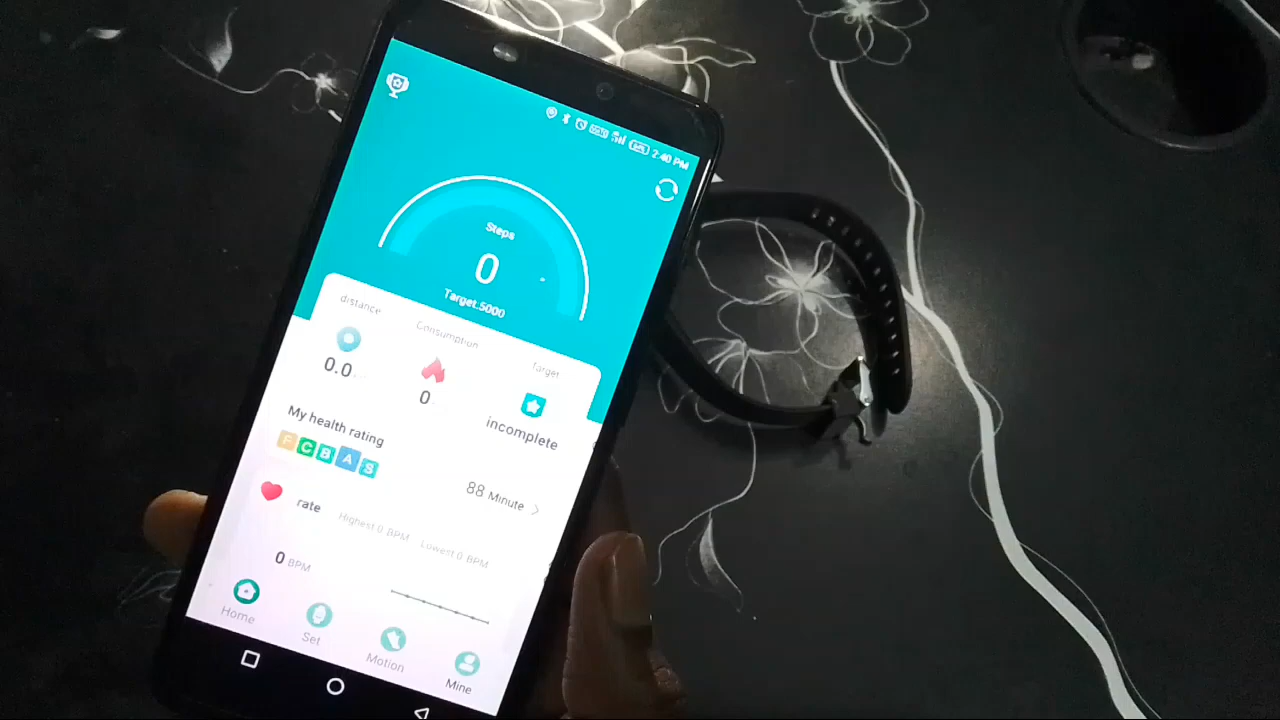 2:40 PM
Steps
0
Target:5000
distance
Consumption
Target
0.0
0
incomplete
My health rating
F C B A S
88 Minute
rate
Highest 0 BPM
Lowest 0 BPM
0 BPM
Home
Set
Motion
Mine